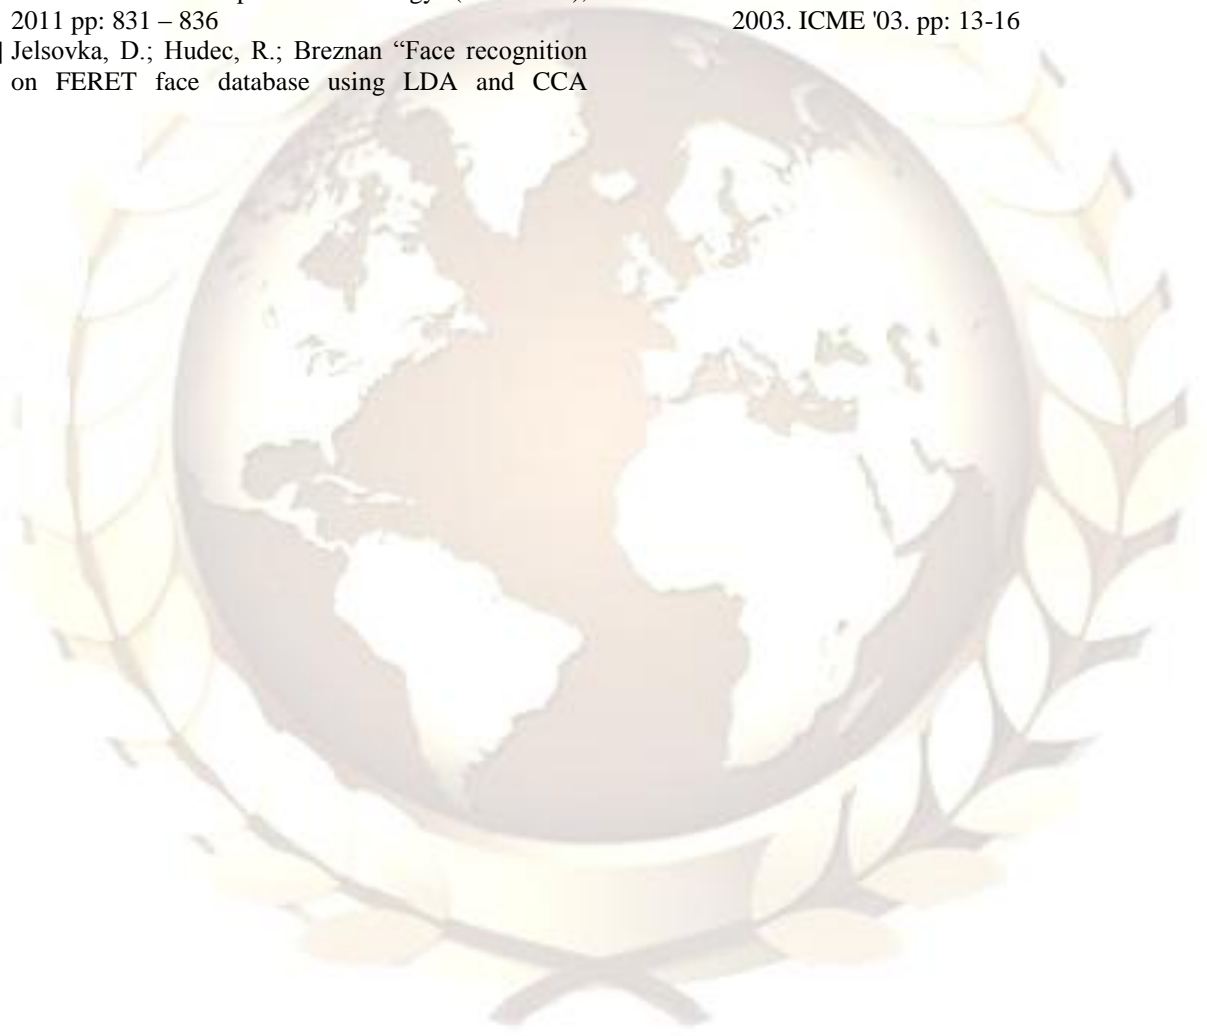 2011 pp: 831 – 836
] Jelsovka, D.; Hudec, R.; Breznan “Face recognition
on FERET face database using LDA and CCA
2003. ICME '03. pp: 13-16